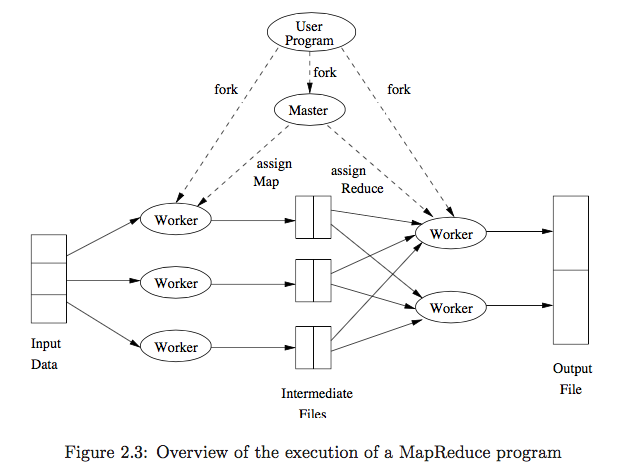 User
Program
fork
fork
fork
Master
assign
Map
assign
Reduce
Worker
Worker
Worker
Worker
Worker
Input
Data
Intermediate
Files
Output
File
Figure 2.3: Overview of the execution of a MapReduce program